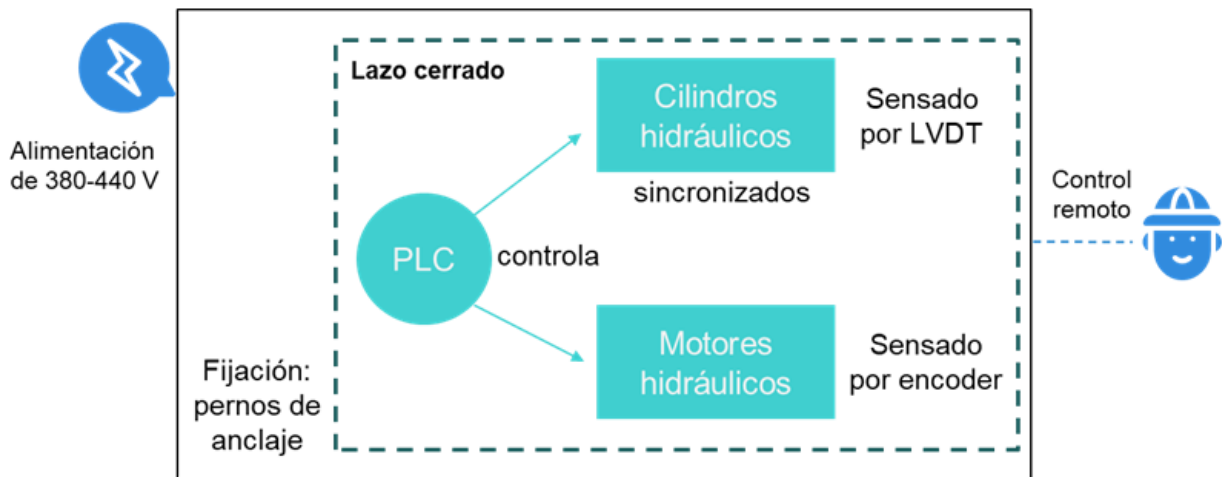 Alimentación
de 380-440 V
Lazo cerrado
Cilindros
hidráulicos
sincronizados
Sensado
por LVDT
PLC
controla
Motores
hidráulicos
Sensado
por encoder
Fijación:
pernos de
anclaje
Control
remoto